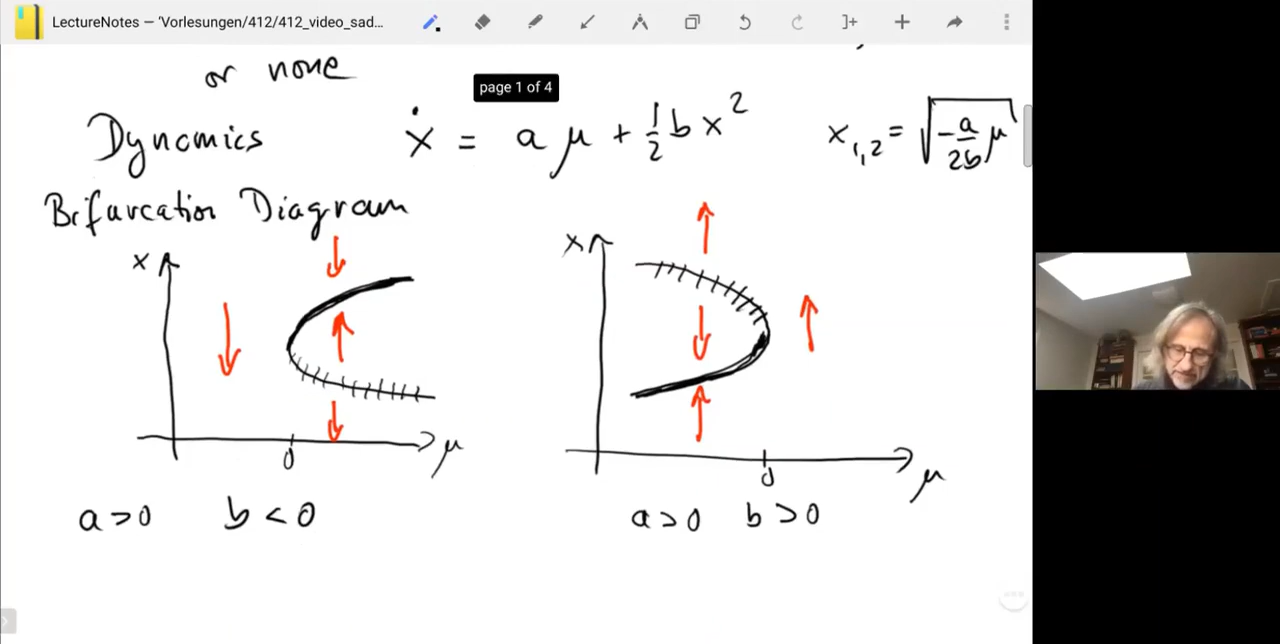 LectureNotes — 'Vorlesungen/412/412_video_sad…
or none
page 1 of 4
Dynamics ẋ = a μ + 1/2 b x² x₁,₂ = √(-a/2b μ)
Bifurcation Diagram
x
μ
0
a > 0 b < 0
x
μ
0
a > 0 b > 0